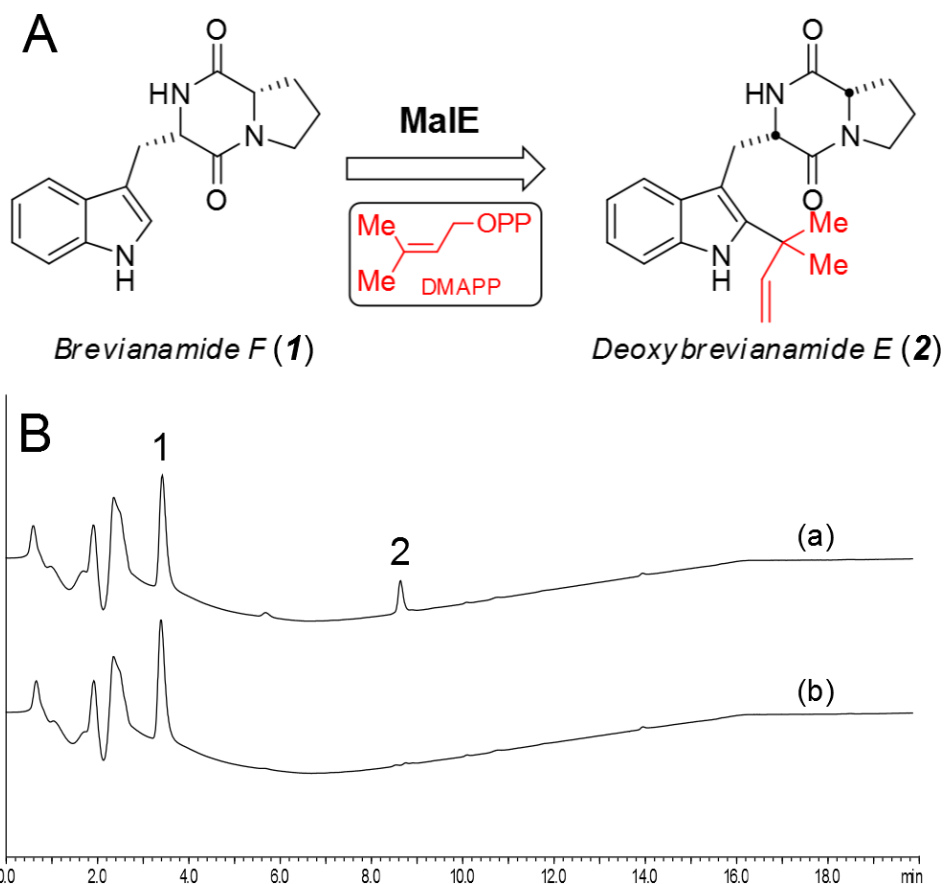 A
O
HN
N
O
N
H
MalE
Me
OPP
Me
DMAPP
O
HN
N
O
Me
N
H
Me
Brevianamide F (1)
Deoxybrevianamide E (2)
B
1
2
(a)
(b)
0.0 2.0 4.0 6.0 8.0 10.0 12.0 14.0 16.0 18.0 min